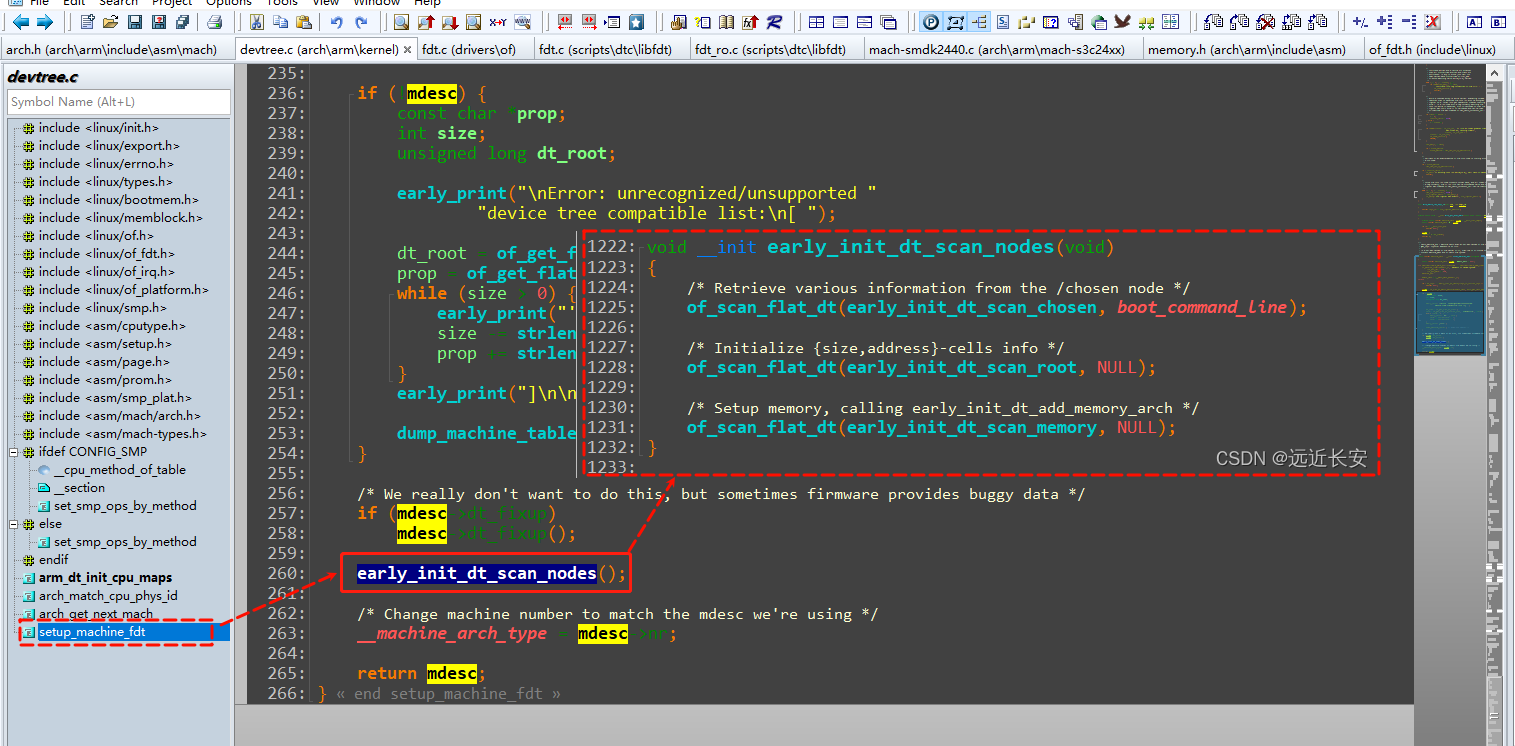 File Edit Search Project Options Tools View Window Help
arch.h (arch\arm\include\asm\mach) devtree.c (arch\arm\kernel) fdt.c (drivers\of) fdt.c (scripts\dtc\libfdt) fdt_ro.c (scripts\dtc\libfdt) mach-smdk2440.c (arch\arm\mach-s3c24xx) memory.h (arch\arm\include\asm) of_fdt.h (include\linux)
devtree.c
Symbol Name (Alt+L)
include <linux/init.h>
include <linux/export.h>
include <linux/errno.h>
include <linux/types.h>
include <linux/bootmem.h>
include <linux/memblock.h>
include <linux/of.h>
include <linux/of_fdt.h>
include <linux/of_irq.h>
include <linux/of_platform.h>
include <linux/smp.h>
include <asm/cputype.h>
include <asm/setup.h>
include <asm/page.h>
include <asm/prom.h>
include <asm/smp_plat.h>
include <asm/mach/arch.h>
include <asm/mach-types.h>
ifdef CONFIG_SMP
__cpu_method_of_table
__section
set_smp_ops_by_method
else
set_smp_ops_by_method
endif
arm_dt_init_cpu_maps
arch_match_cpu_phys_id
arch_get_next_mach
setup_machine_fdt
235:
236: if (!mdesc) {
237: const char *prop;
238: int size;
239: unsigned long dt_root;
240:
241: early_print("\nError: unrecognized/unsupported "
242: "device tree compatible list:\n[ ");
243:
244: dt_root = of_get_f
245: prop = of_get_flat
246: while (size > 0) {
247: early_print("'
248: size -= strlen
249: prop += strlen
250: }
251: early_print("]\n\n
252:
253: dump_machine_table
254: }
255:
256: /* We really don't want to do this, but sometimes firmware provides buggy data */
257: if (mdesc->dt_fixup)
258: mdesc->dt_fixup();
259:
260: early_init_dt_scan_nodes();
261:
262: /* Change machine number to match the mdesc we're using */
263: __machine_arch_type = mdesc->nr;
264:
265: return mdesc;
266: } « end setup_machine_fdt »
1222: void __init early_init_dt_scan_nodes(void)
1223: {
1224: /* Retrieve various information from the /chosen node */
1225: of_scan_flat_dt(early_init_dt_scan_chosen, boot_command_line);
1226:
1227: /* Initialize {size,address}-cells info */
1228: of_scan_flat_dt(early_init_dt_scan_root, NULL);
1229:
1230: /* Setup memory, calling early_init_dt_add_memory_arch */
1231: of_scan_flat_dt(early_init_dt_scan_memory, NULL);
1232: }
1233:
CSDN @远近长安